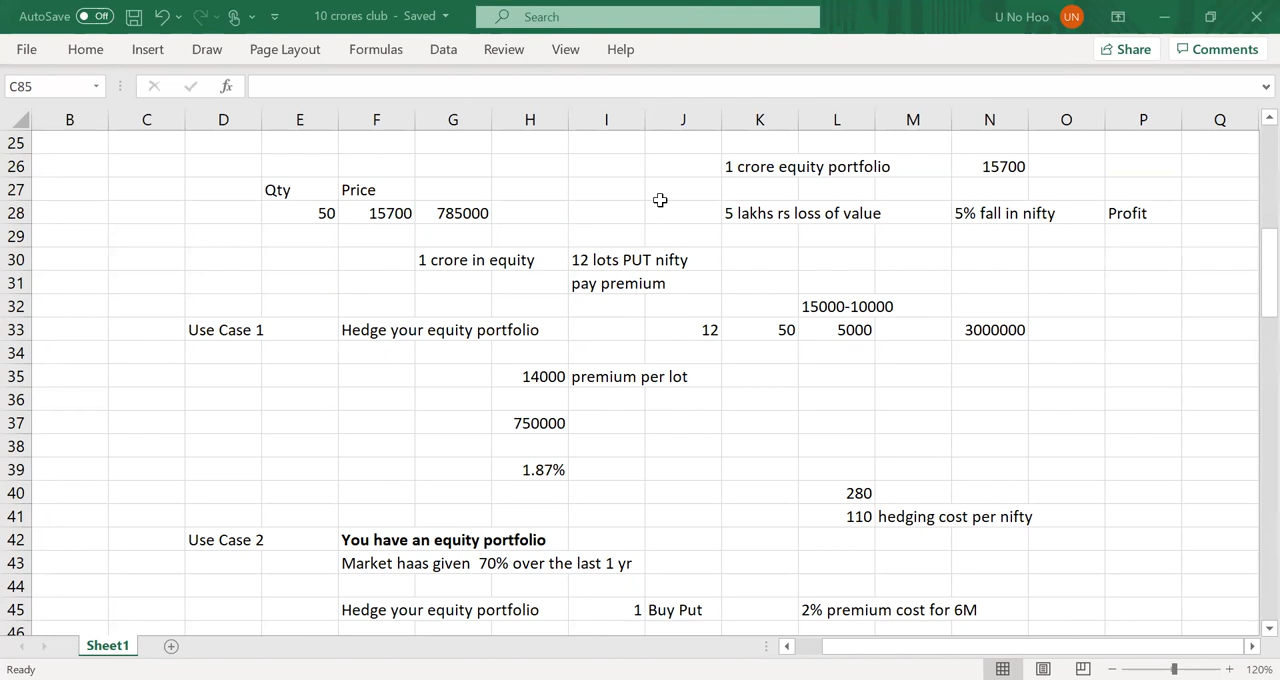 AutoSave Off 10 crores club - Saved Search U No Hoo UN
File Home Insert Draw Page Layout Formulas Data Review View Help Share Comments
C85 fx
B C D E F G H I J K L M N O P Q
25
26 1 crore equity portfolio 15700
27 Qty Price
28 50 15700 785000 5 lakhs rs loss of value 5% fall in nifty Profit
29
30 1 crore in equity 12 lots PUT nifty
31 pay premium
32 15000-10000
33 Use Case 1 Hedge your equity portfolio 12 50 5000 3000000
34
35 14000 premium per lot
36
37 750000
38
39 1.87%
40 280
41 110 hedging cost per nifty
42 Use Case 2 You have an equity portfolio
43 Market haas given 70% over the last 1 yr
44
45 Hedge your equity portfolio 1 Buy Put 2% premium cost for 6M
46
Sheet1
Ready 120%